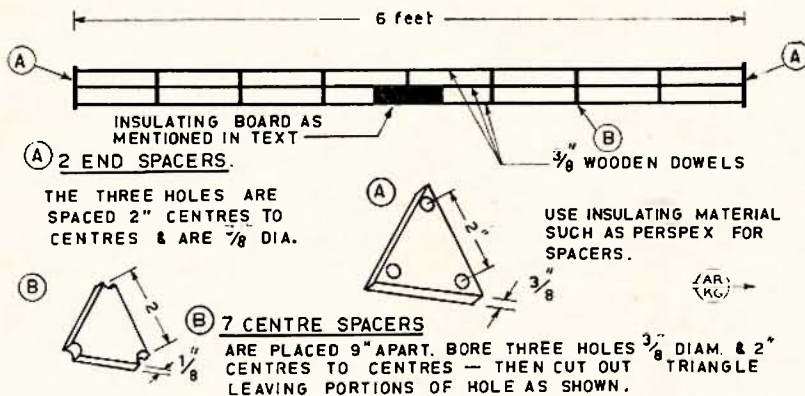 6 feet
A
A
INSULATING BOARD AS
MENTIONED IN TEXT
B
3/8" WOODEN DOWELS
A 2 END SPACERS.
THE THREE HOLES ARE
SPACED 2" CENTRES TO
CENTRES & ARE 7/8 DIA.
A
2"
3/8"
USE INSULATING MATERIAL
SUCH AS PERSPEX FOR
SPACERS.
AR
KG
B
2
1/8"
B 7 CENTRE SPACERS
ARE PLACED 9" APART. BORE THREE HOLES 3/8" DIAM. & 2"
CENTRES TO CENTRES — THEN CUT OUT TRIANGLE
LEAVING PORTIONS OF HOLE AS SHOWN.